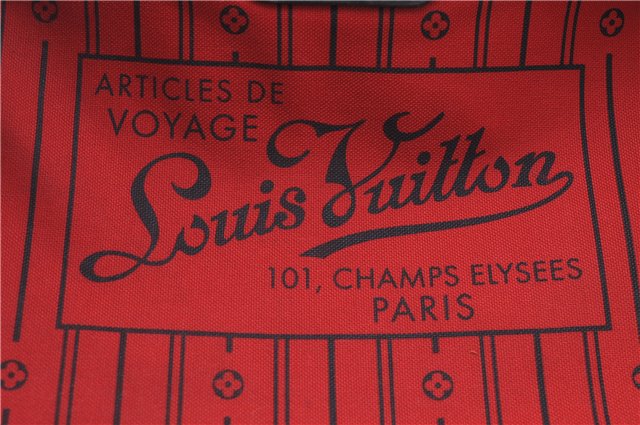 ARTICLES DE
VOYAGE
Louis Vuitton
101, CHAMPS ELYSEES
PARIS